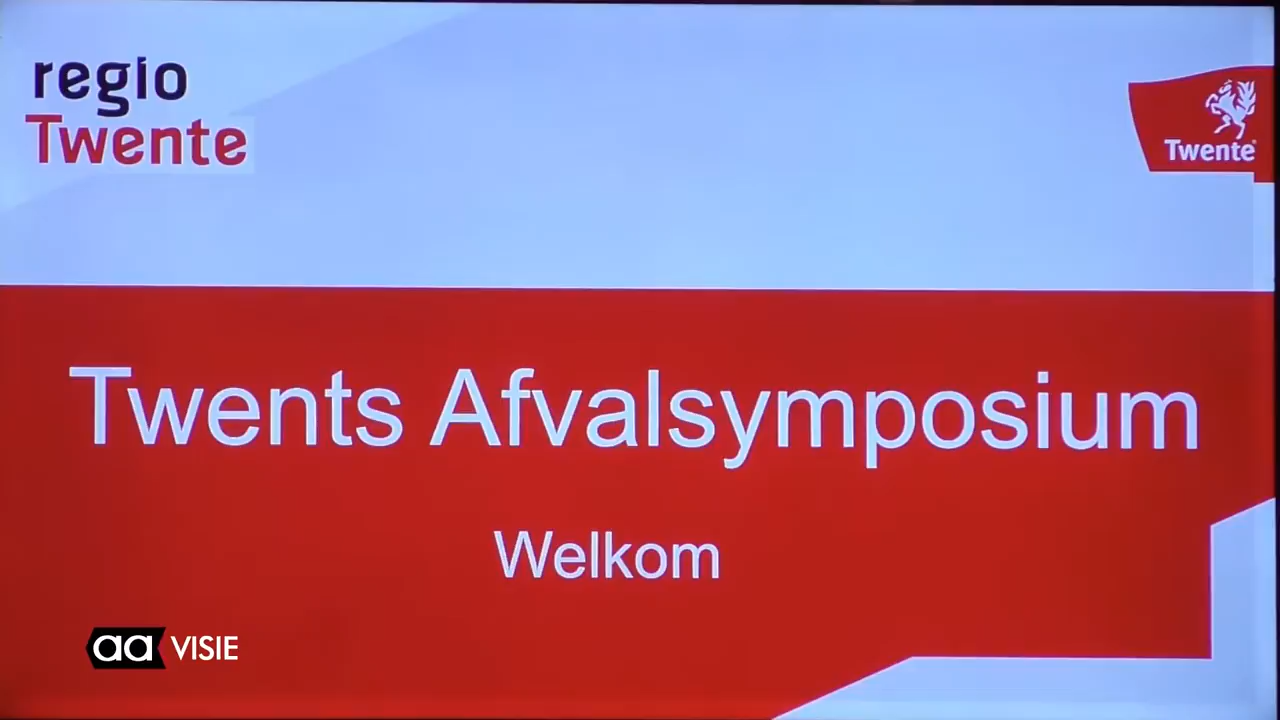 regio
Twente
Twente
Twents Afvalsymposium
Welkom
aa VISIE